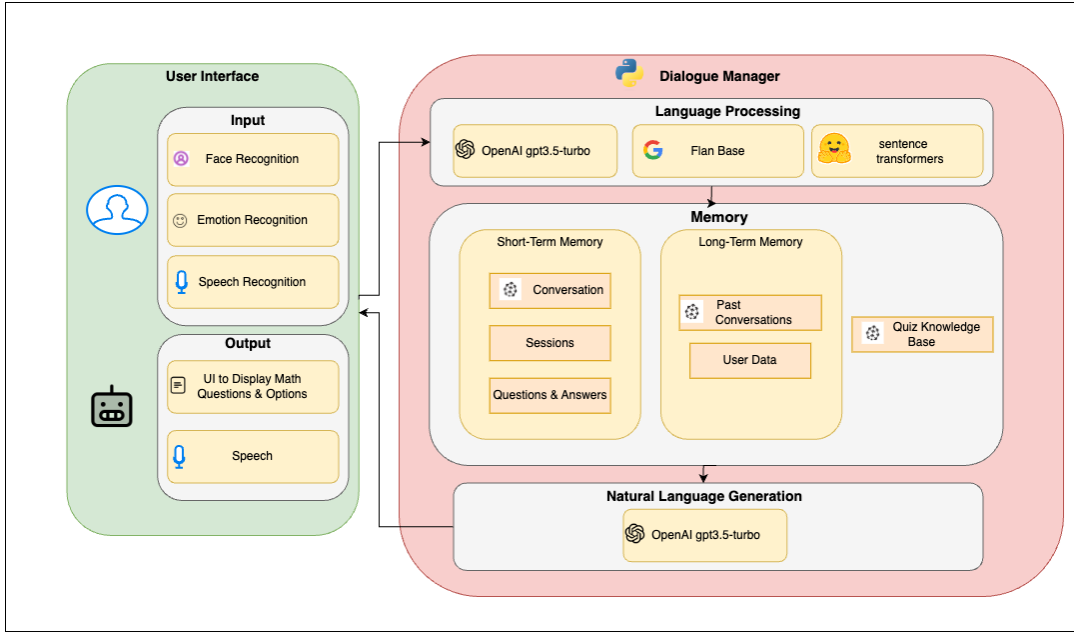 User Interface
Input
Face Recognition
Emotion Recognition
Speech Recognition
Output
UI to Display Math
Questions & Options
Speech
Dialogue Manager
Language Processing
OpenAI gpt3.5-turbo
Flan Base
sentence
transformers
Memory
Short-Term Memory
Conversation
Sessions
Questions & Answers
Long-Term Memory
Past
Conversations
User Data
Quiz Knowledge
Base
Natural Language Generation
OpenAI gpt3.5-turbo